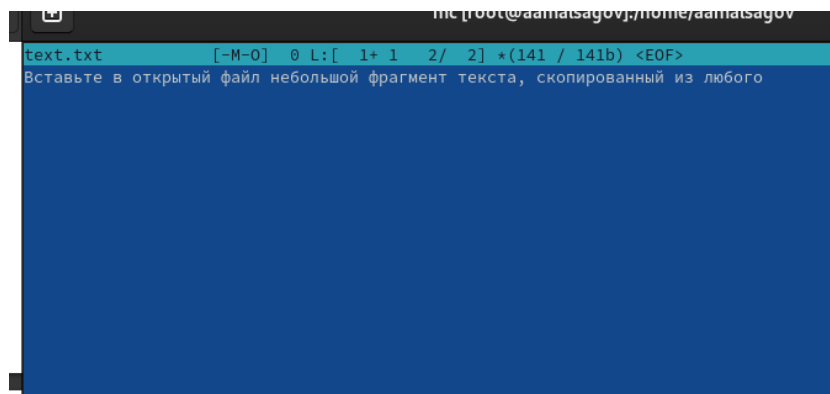 mc [root@aamatsagov]:/home/aamatsagov
text.txt [-M-O] 0 L:[ 1+ 1 2/ 2] *(141 / 141b) <EOF>
Вставьте в открытый файл небольшой фрагмент текста, скопированный из любого